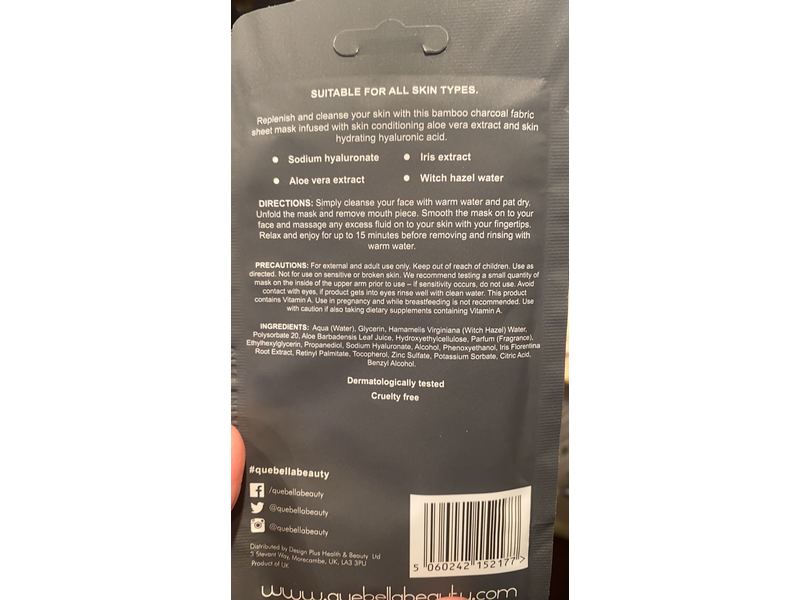 SUITABLE FOR ALL SKIN TYPES.
Replenish and cleanse your skin with this bamboo charcoal fabric
sheet mask infused with skin conditioning aloe vera extract and skin
hydrating hyaluronic acid.
● Sodium hyaluronate ● Iris extract
● Aloe vera extract ● Witch hazel water
DIRECTIONS: Simply cleanse your face with warm water and pat dry.
Unfold the mask and remove mouth piece. Smooth the mask on to your
face and massage any excess fluid on to your skin with your fingertips.
Relax and enjoy for up to 15 minutes before removing and rinsing with
warm water.
PRECAUTIONS: For external and adult use only. Keep out of reach of children. Use as
directed. Not for use on sensitive or broken skin. We recommend testing a small quantity of
mask on the inside of the upper arm prior to use – if sensitivity occurs, do not use. Avoid
contact with eyes, if product gets into eyes rinse well with clean water. This product
contains Vitamin A. Use in pregnancy and while breastfeeding is not recommended. Use
with caution if also taking dietary supplements containing Vitamin A.
INGREDIENTS: Aqua (Water), Glycerin, Hamamelis Virginiana (Witch Hazel) Water,
Polysorbate 20, Aloe Barbadensis Leaf Juice, Hydroxyethylcellulose, Parfum (Fragrance),
Ethylhexylglycerin, Propanediol, Sodium Hyaluronate, Alcohol, Phenoxyethanol, Iris Florentina
Root Extract, Retinyl Palmitate, Tocopherol, Zinc Sulfate, Potassium Sorbate, Citric Acid,
Benzyl Alcohol.
Dermatologically tested
Cruelty free
#quebellabeauty
/quebellabeauty
@quebellabeauty
@quebellabeauty
Distributed by Design Plus Health & Beauty Ltd
5 Stevant Way, Morecambe, UK, LA3 3PU
Product of UK
5 060242 152177 >
www.quebellabeauty.com